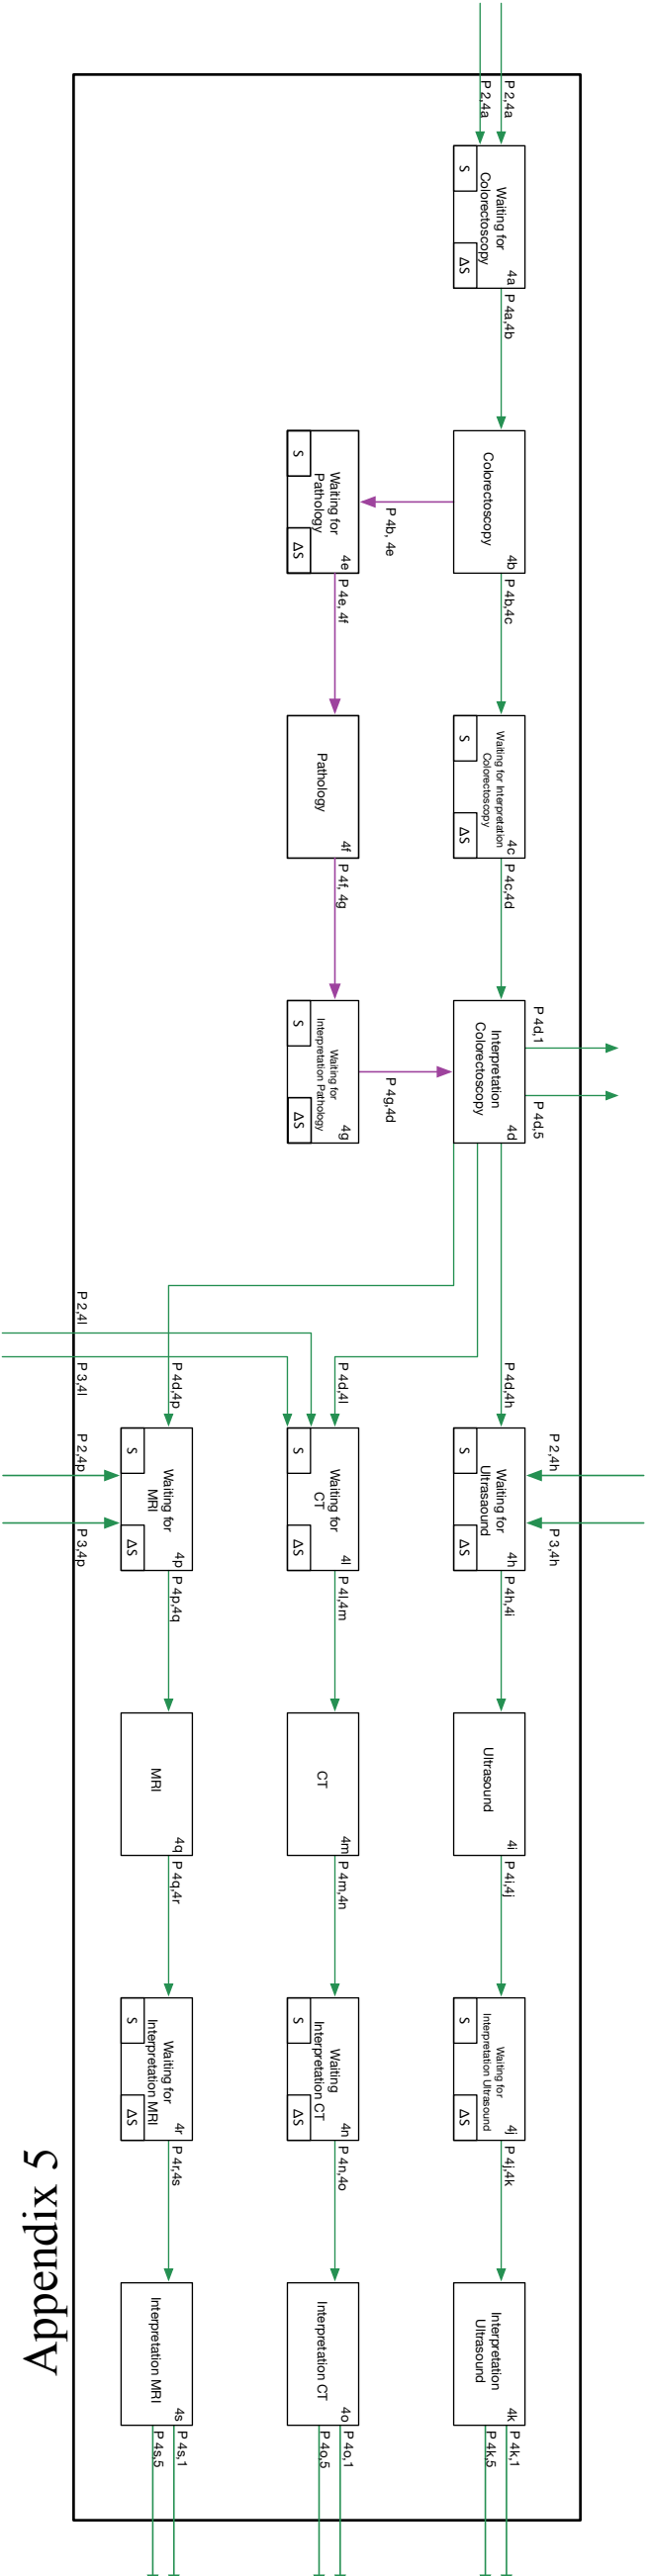 P 2,4a
P 2,4a
Waiting for
Colorectoscopy
4a
S
ΔS
P 4a,4b
Colorectoscopy
4b
P 4b,4c
P 4b, 4e
Waiting for
Pathology
4e
S
ΔS
P 4e, 4f
Pathology
4f
P 4f, 4g
Waiting for
Interpretation Pathology
4g
S
ΔS
P 4g,4d
Waiting for Interpretation
Colorectoscopy
4c
S
ΔS
P 4c,4d
Interpretation
Colorectoscopy
4d
P 4d,1
P 4d,5
P 4d,4h
P 4d,4l
P 4d,4p
P 2,4h
P 3,4h
P 2,4l
P 3,4l
P 2,4p
P 3,4p
Waiting for
Ultrasaound
4h
S
ΔS
P 4h,4i
Ultrasound
4i
P 4i,4j
Waiting for
Interpretation Ultrasound
4j
S
ΔS
P 4j,4k
Interpretation
Ultrasound
4k
P 4k,1
P 4k,5
Waiting for
CT
4l
S
ΔS
P 4l,4m
CT
4m
P 4m,4n
Waiting
Interpretation CT
4n
S
ΔS
P 4n,4o
Interpretation CT
4o
P 4o,1
P 4o,5
Waiting for
MRI
4p
S
ΔS
P 4p,4q
MRI
4q
P 4q,4r
Waiting for
Interpretation MRI
4r
S
ΔS
P 4r,4s
Interpretation MRI
4s
P 4s,1
P 4s,5
Appendix 5